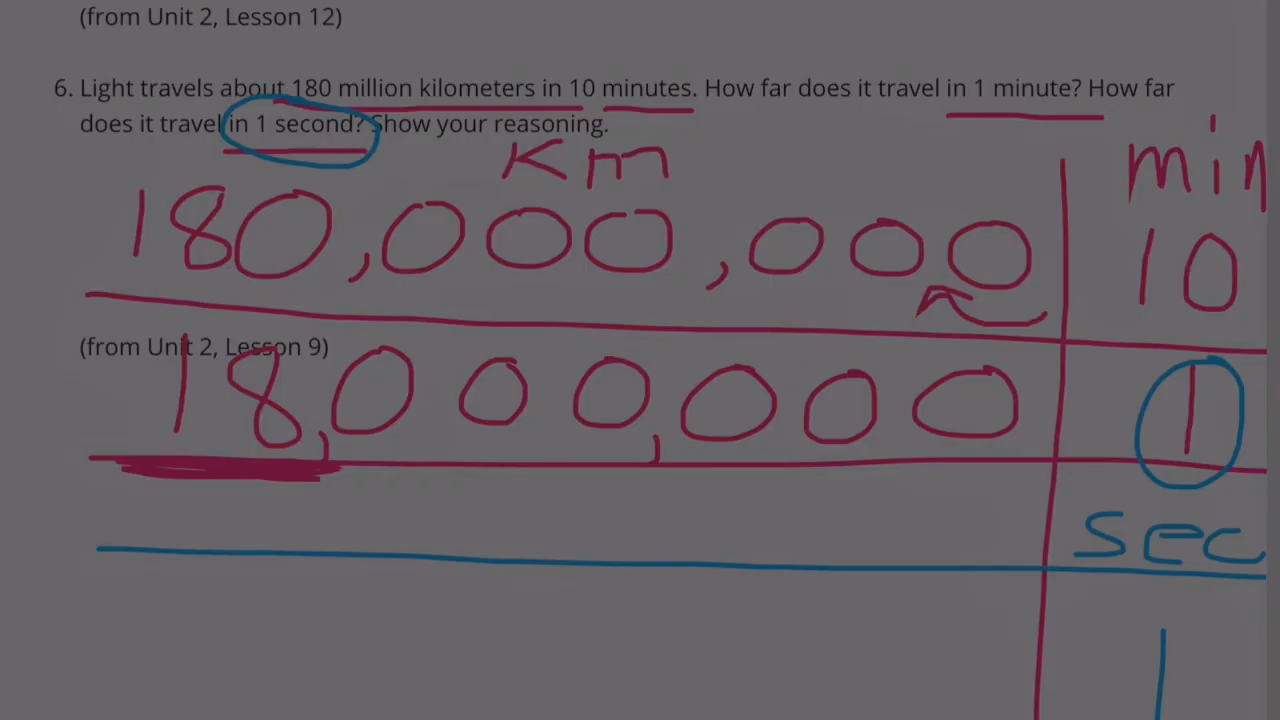 (from Unit 2, Lesson 12)
6. Light travels about 180 million kilometers in 10 minutes. How far does it travel in 1 minute? How far
does it travel in 1 second? Show your reasoning.
Km min
180,000,000 10
(from Unit 2, Lesson 9)
18,000,000 1
sec
1